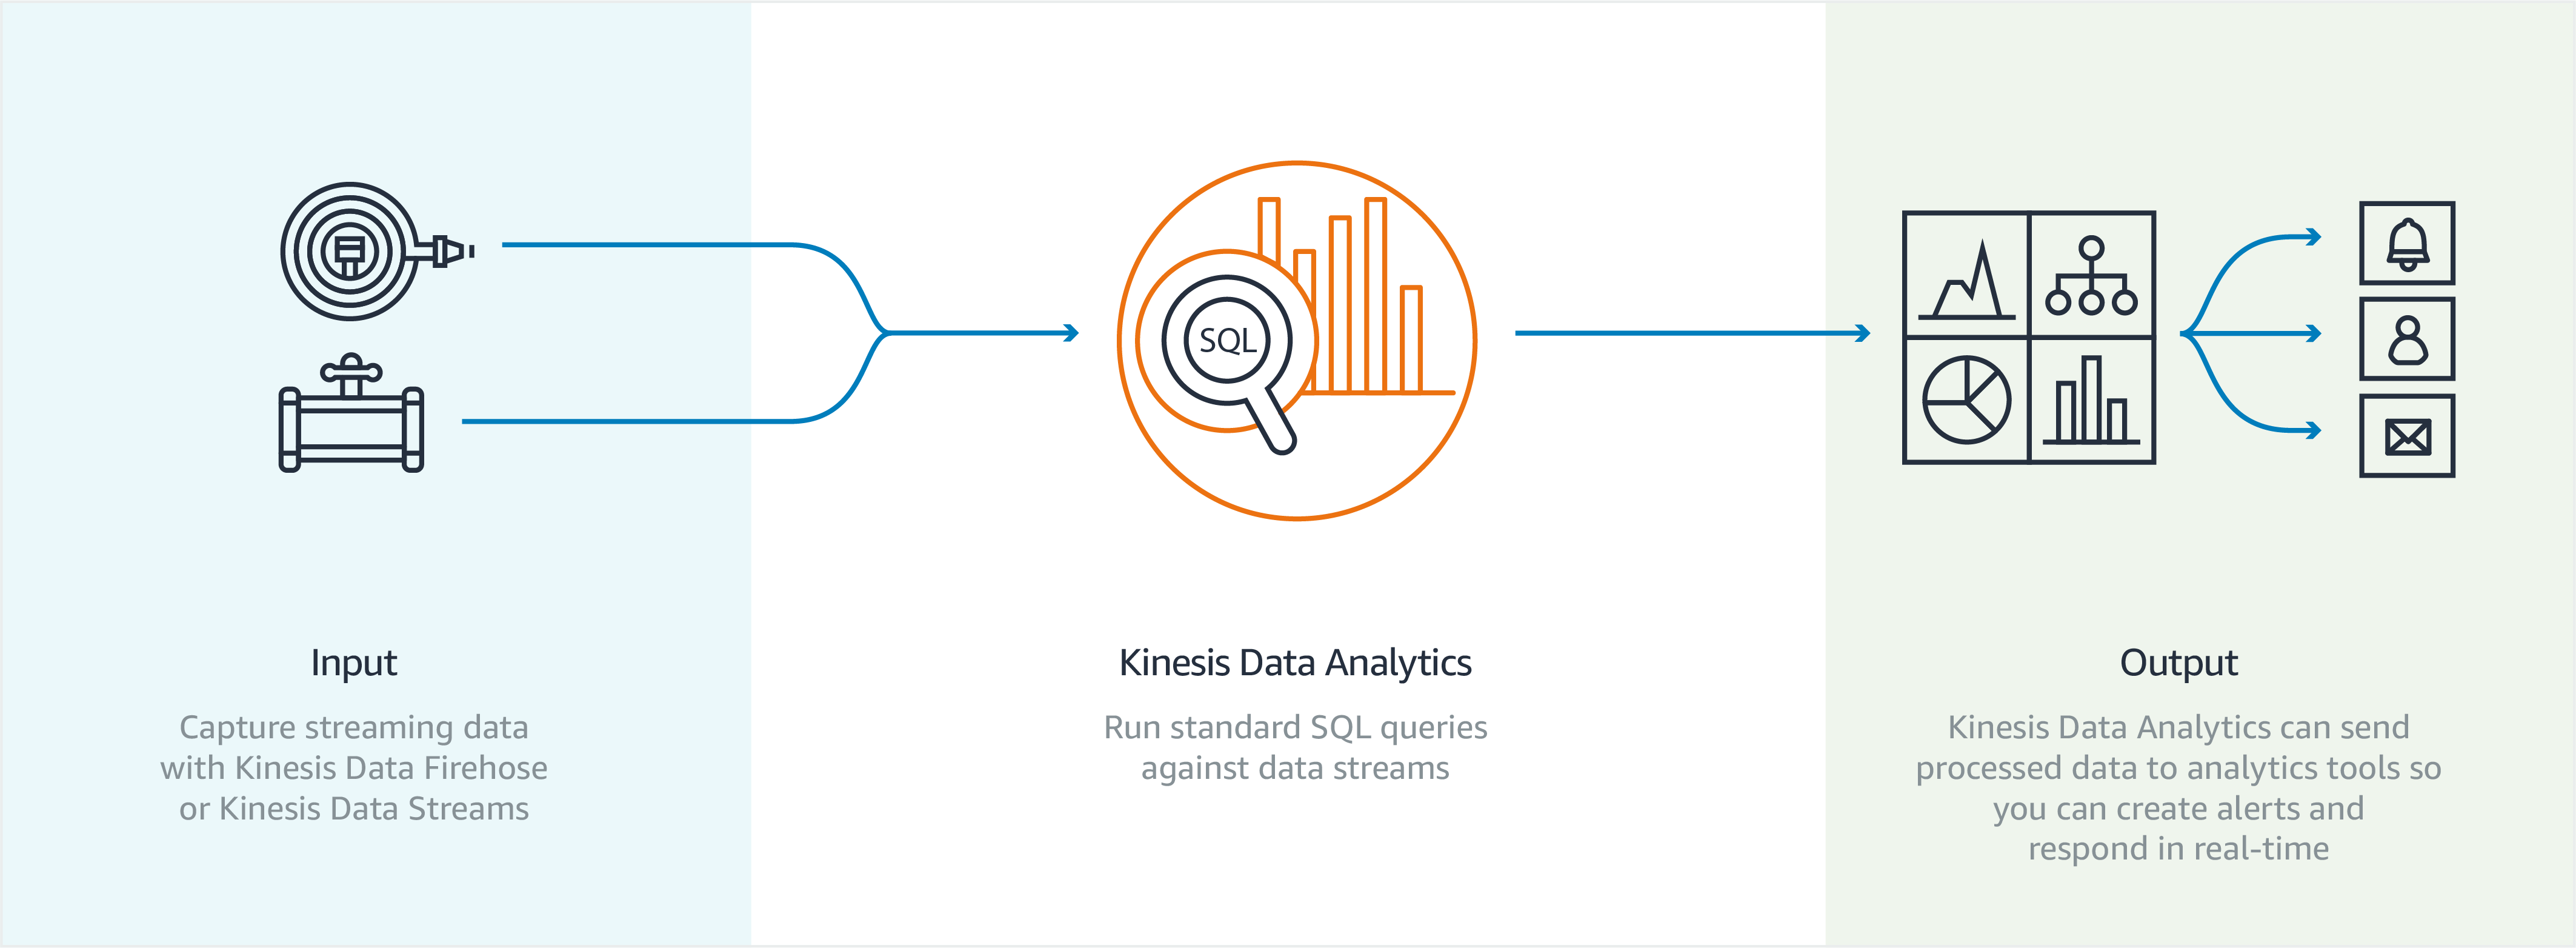 SQL
Input
Capture streaming data
with Kinesis Data Firehose
or Kinesis Data Streams
Kinesis Data Analytics
Run standard SQL queries
against data streams
Output
Kinesis Data Analytics can send
processed data to analytics tools so
you can create alerts and
respond in real-time